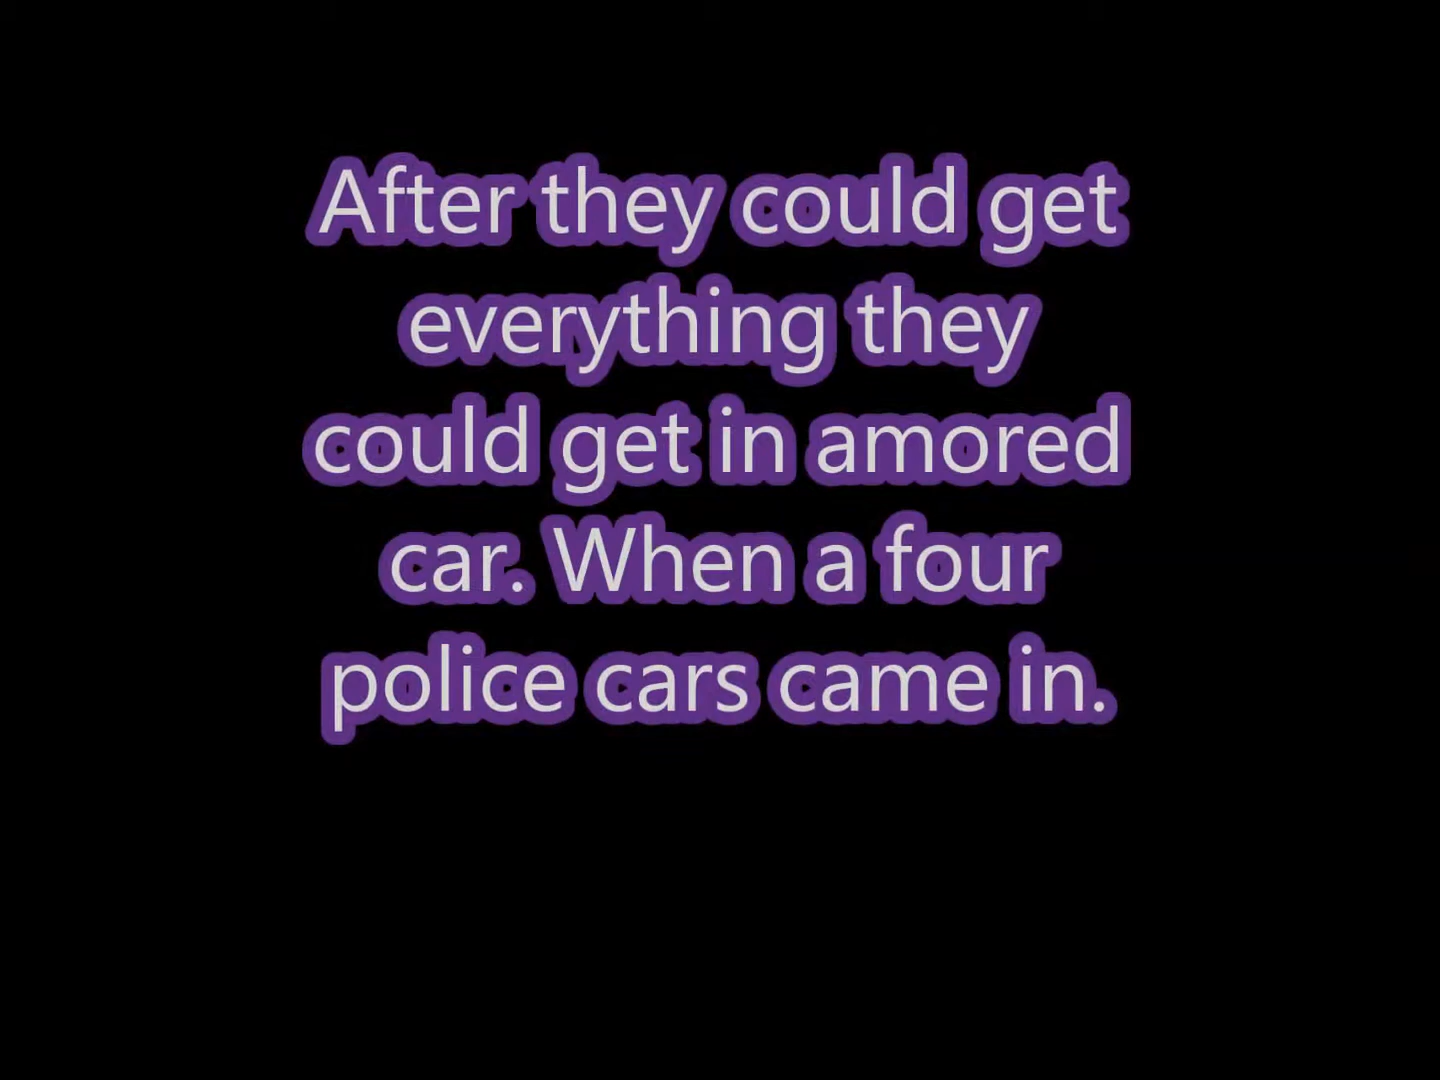 After they could get
everything they
could get in amored
car. When a four
police cars came in.